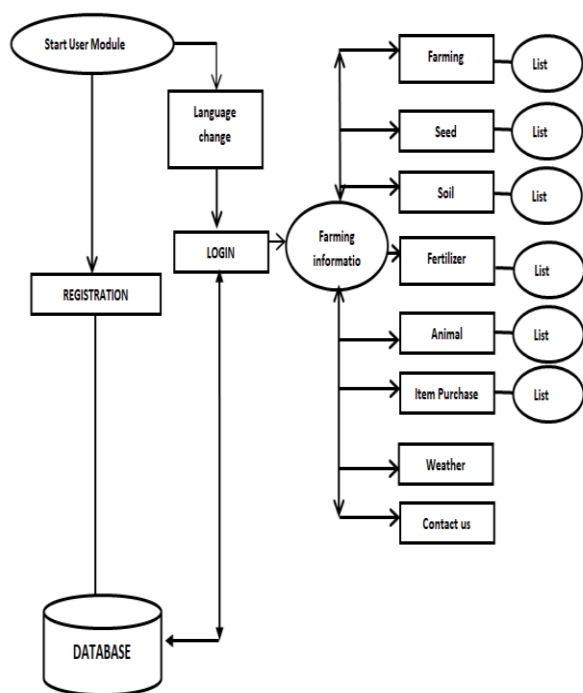 Start User Module
Language
change
LOGIN
REGISTRATION
DATABASE
Farming
informatio
Farming
List
Seed
List
Soil
List
Fertilizer
List
Animal
List
Item Purchase
List
Weather
Contact us